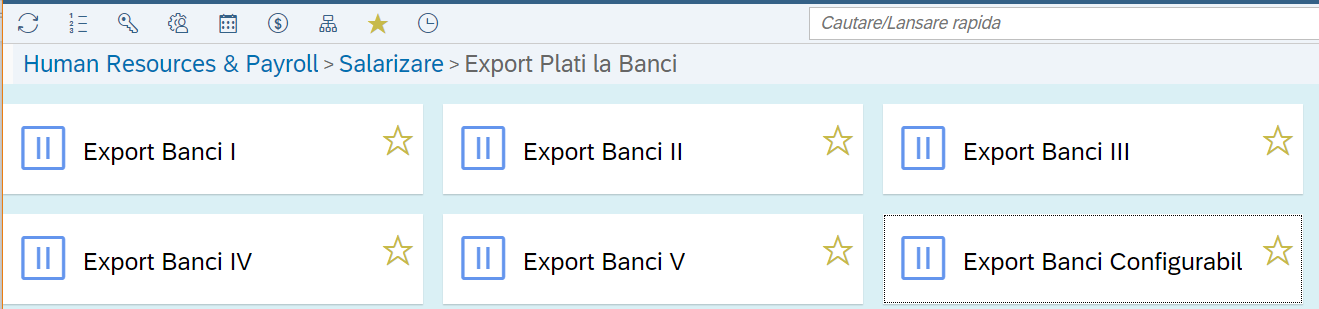 Cautare/Lansare rapida
Human Resources & Payroll > Salarizare > Export Plati la Banci
Export Banci I
Export Banci II
Export Banci III
Export Banci IV
Export Banci V
Export Banci Configurabil